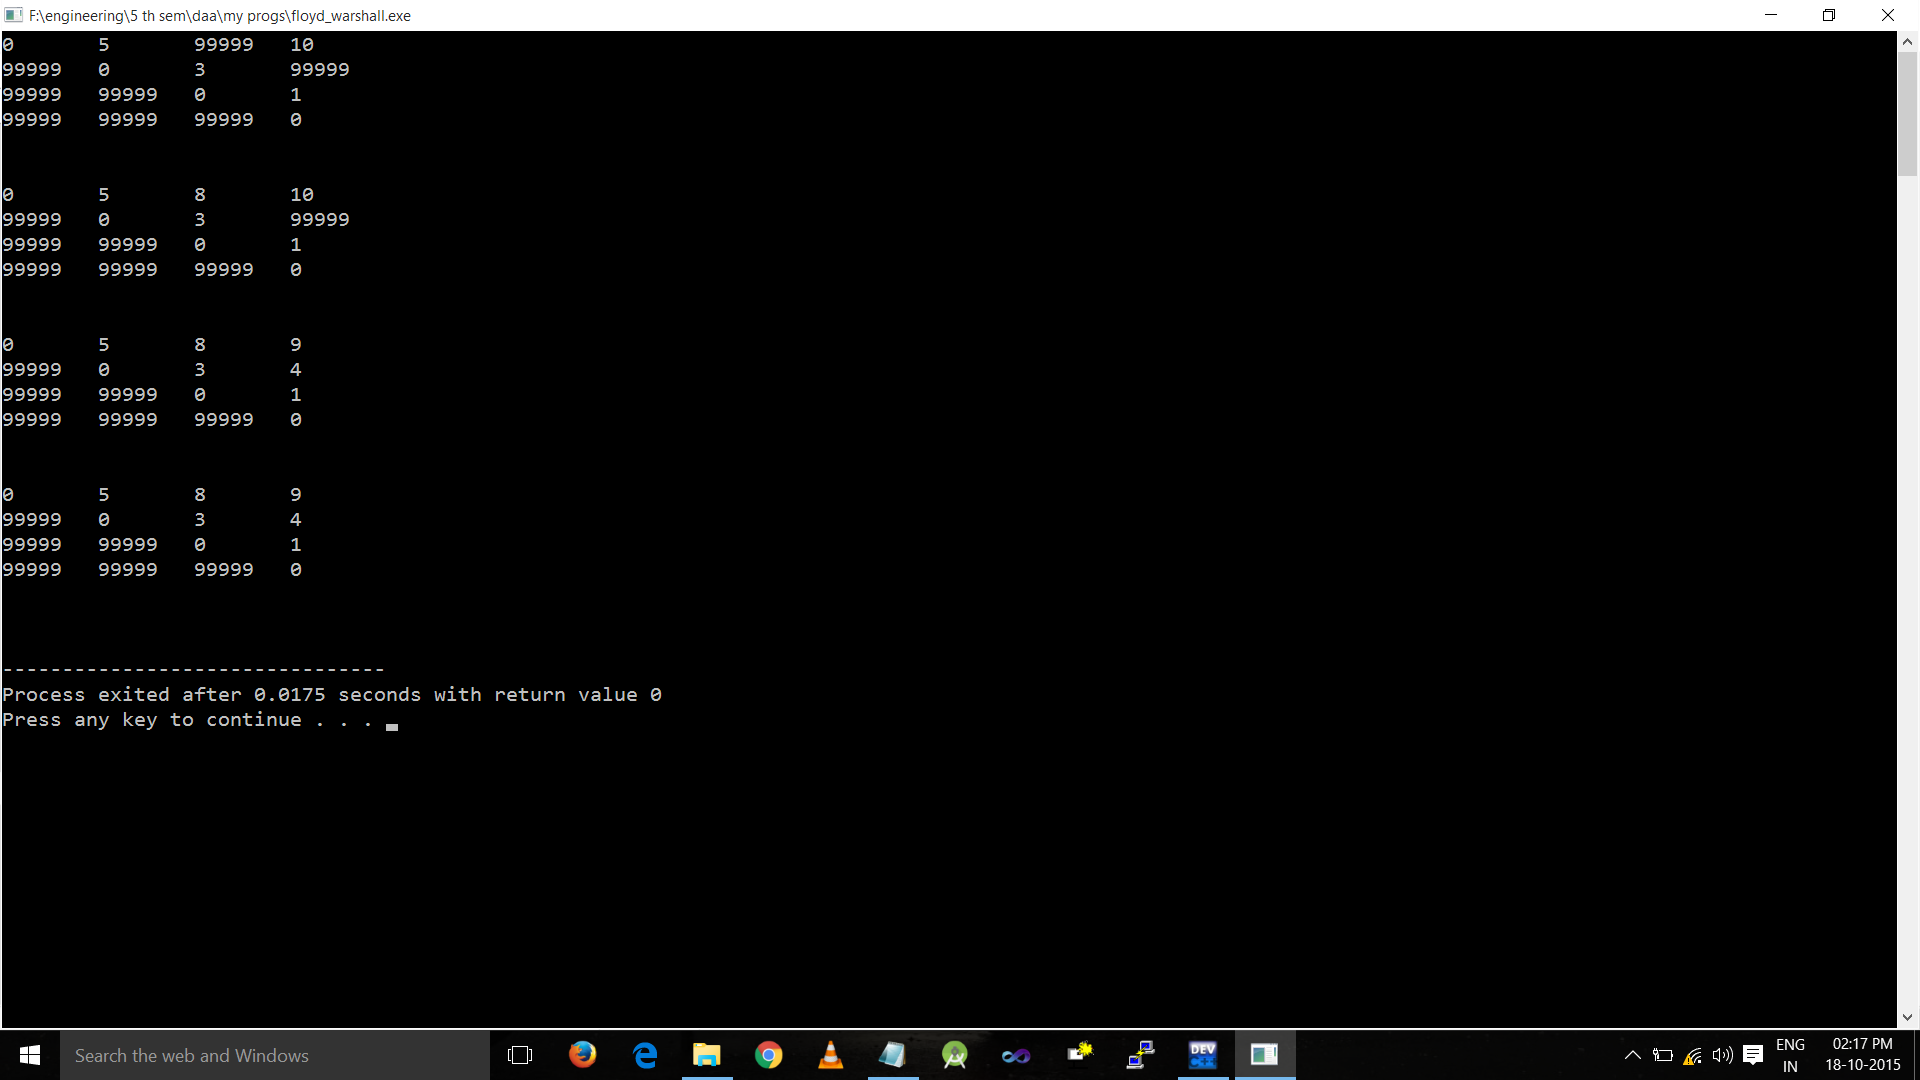 F:\engineering\5 th sem\daa\my progs\floyd_warshall.exe
0 5 99999 10
99999 0 3 99999
99999 99999 0 1
99999 99999 99999 0
0 5 8 10
99999 0 3 99999
99999 99999 0 1
99999 99999 99999 0
0 5 8 9
99999 0 3 4
99999 99999 0 1
99999 99999 99999 0
0 5 8 9
99999 0 3 4
99999 99999 0 1
99999 99999 99999 0
--------------------------------
Process exited after 0.0175 seconds with return value 0
Press any key to continue . . .
Search the web and Windows
DEV
C++
ENG
IN
02:17 PM
18-10-2015